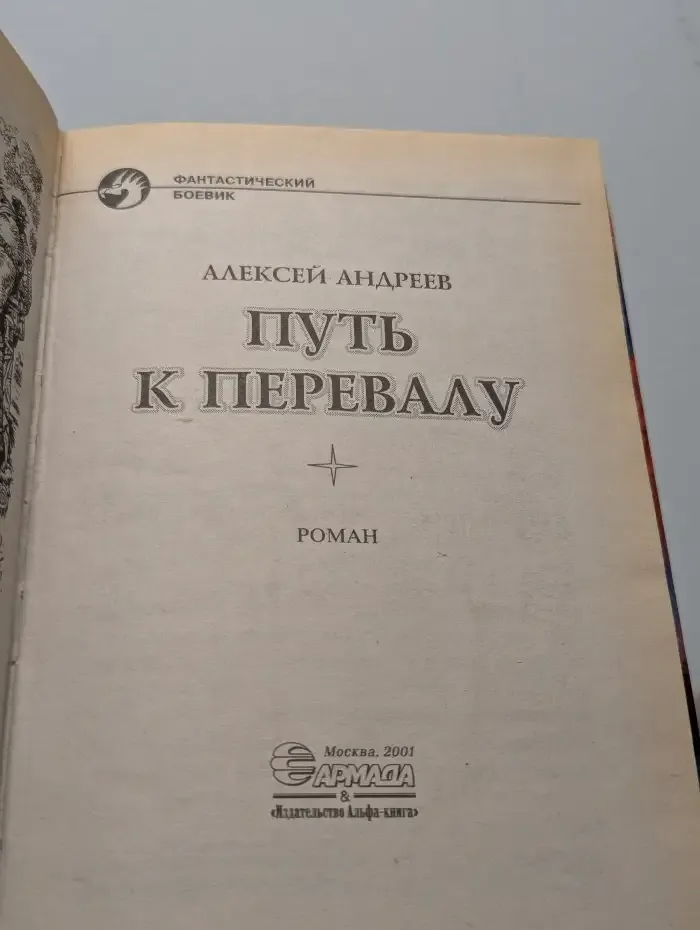 ФАНТАСТИЧЕСКИЙ
БОЕВИК
АЛЕКСЕЙ АНДРЕЕВ
ПУТЬ
К ПЕРЕВАЛУ
РОМАН
Москва, 2001
АРМАДА
&
«Издательство Альфа-книга»